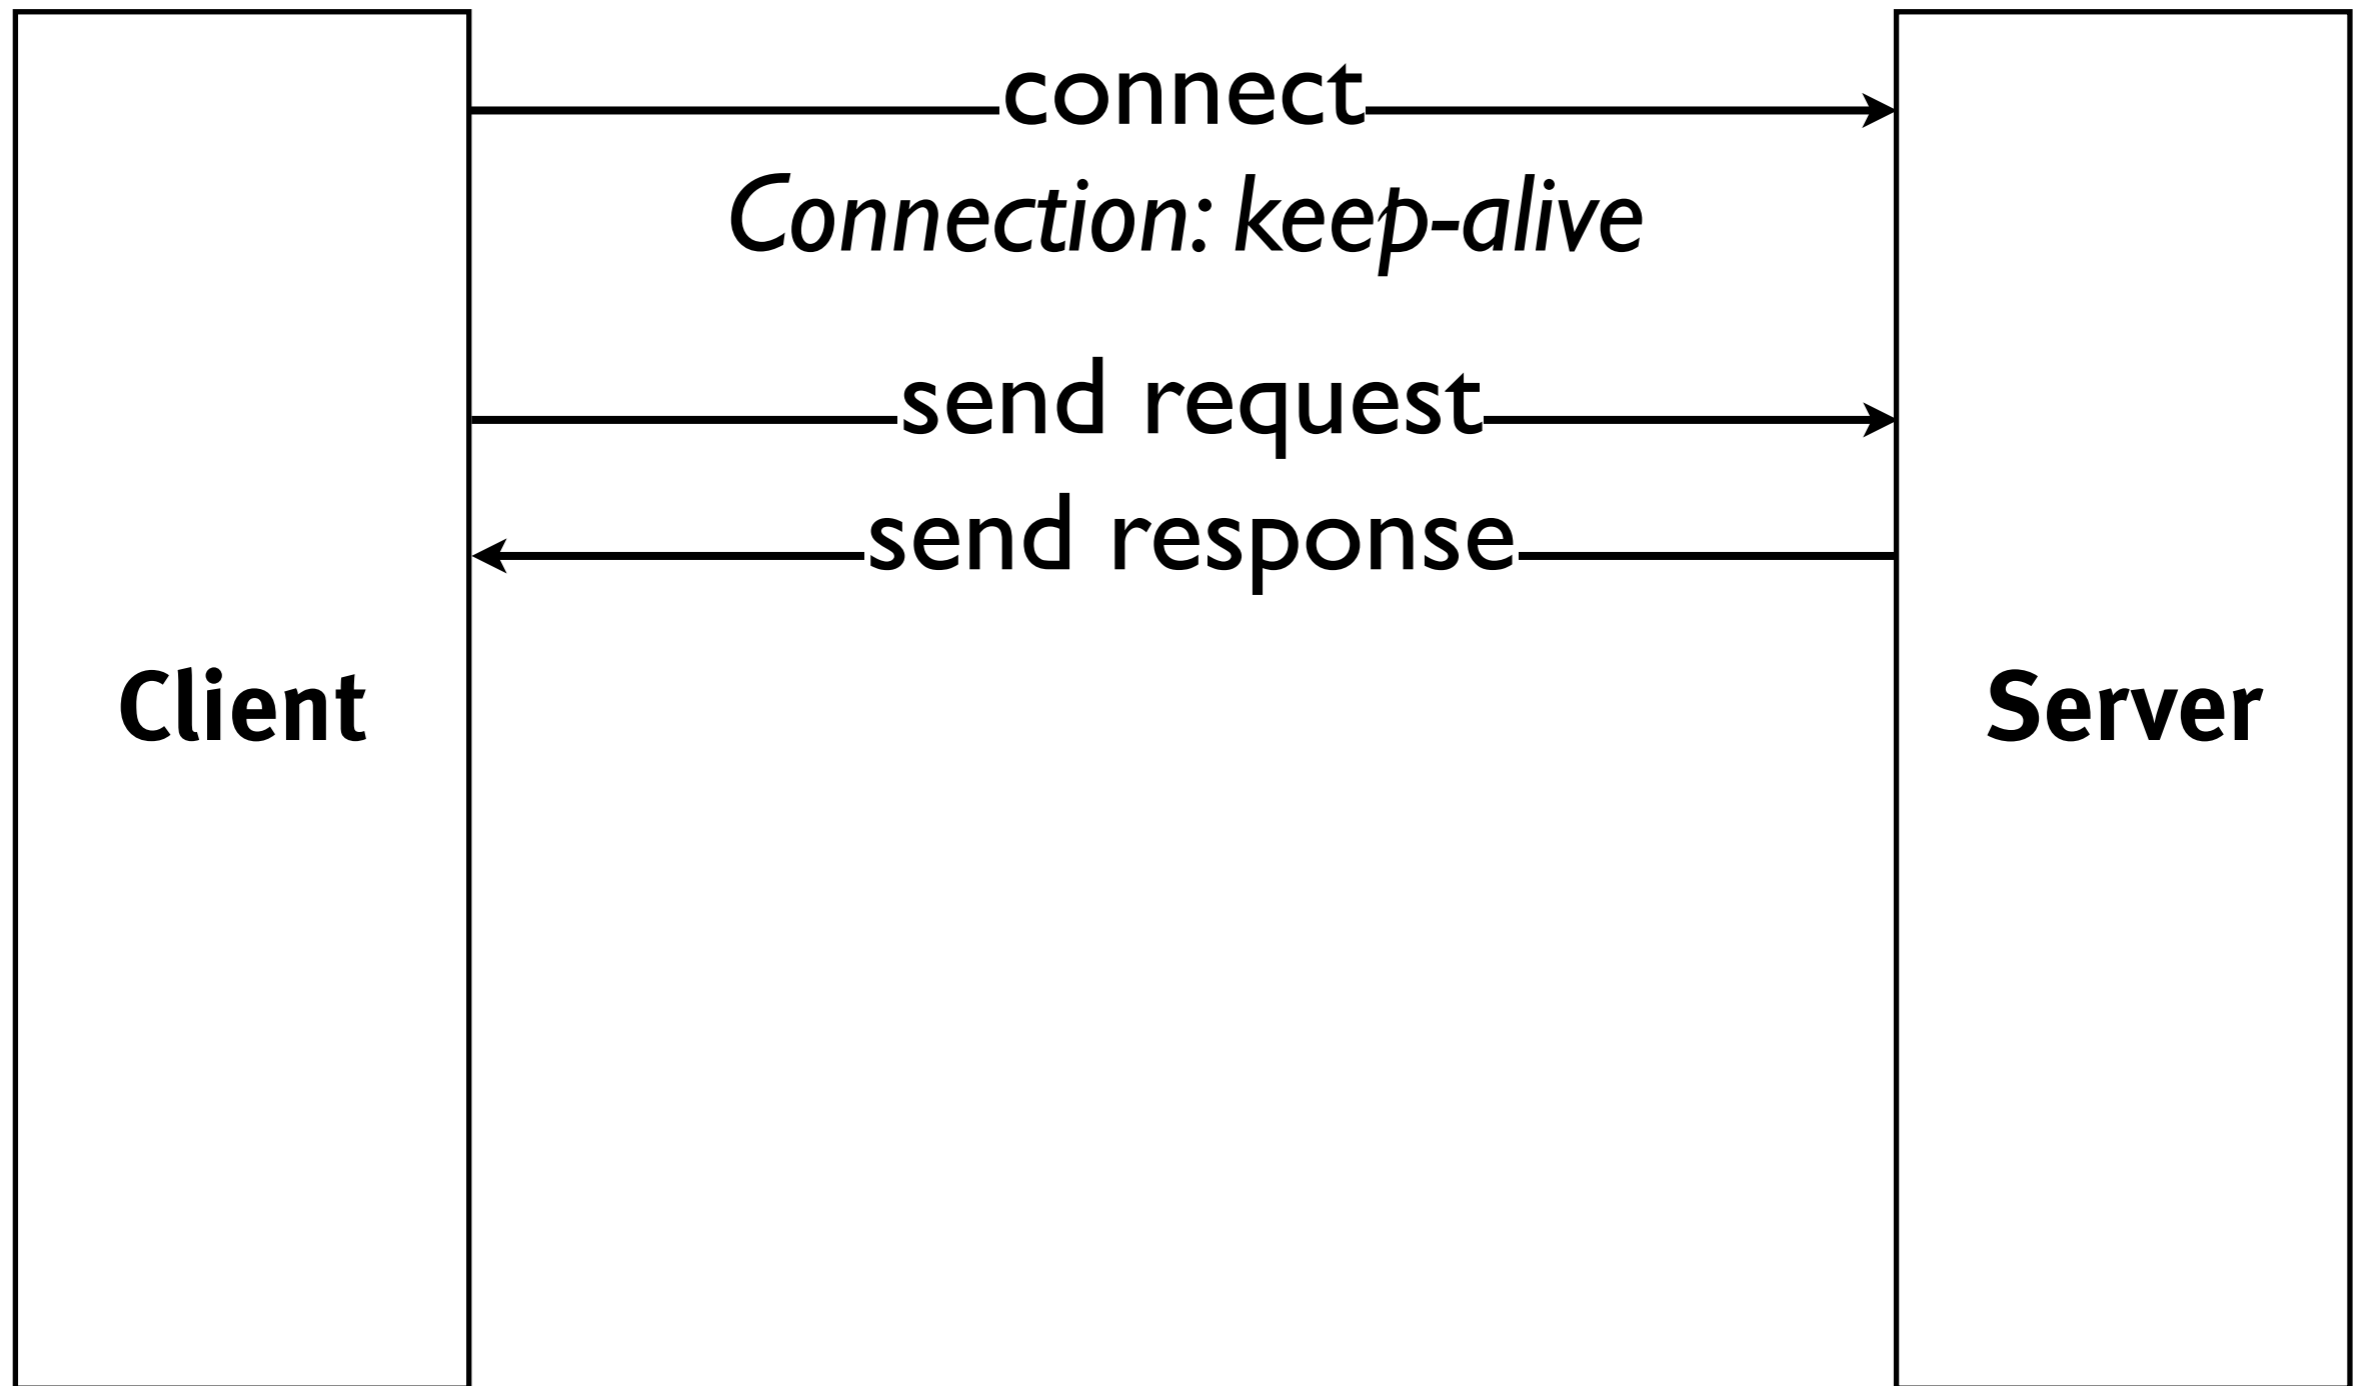 connect
Connection: keep-alive
send request
send response
Client
Server